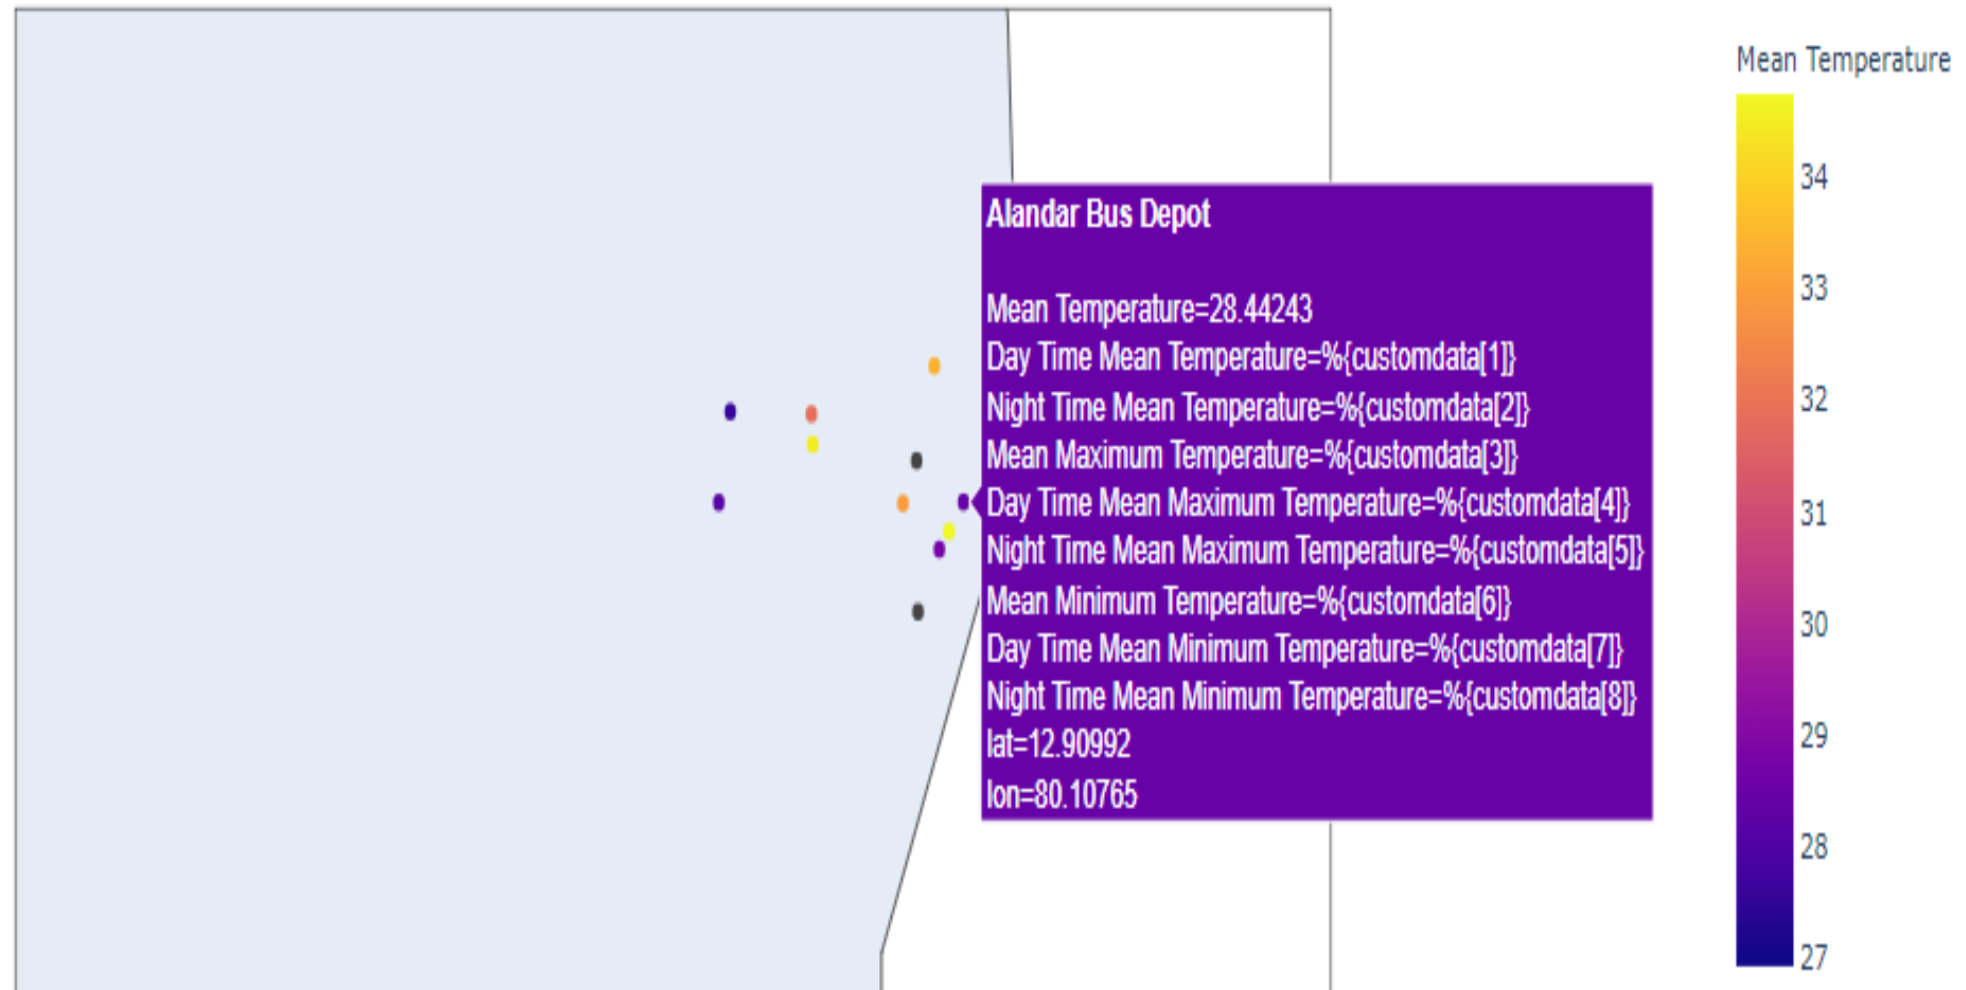 Mean Temperature
34
33
32
31
30
29
28
27
Alandar Bus Depot
Mean Temperature=28.44243
Day Time Mean Temperature=%{customdata[1]}
Night Time Mean Temperature=%{customdata[2]}
Mean Maximum Temperature=%{customdata[3]}
Day Time Mean Maximum Temperature=%{customdata[4]}
Night Time Mean Maximum Temperature=%{customdata[5]}
Mean Minimum Temperature=%{customdata[6]}
Day Time Mean Minimum Temperature=%{customdata[7]}
Night Time Mean Minimum Temperature=%{customdata[8]}
lat=12.90992
lon=80.10765